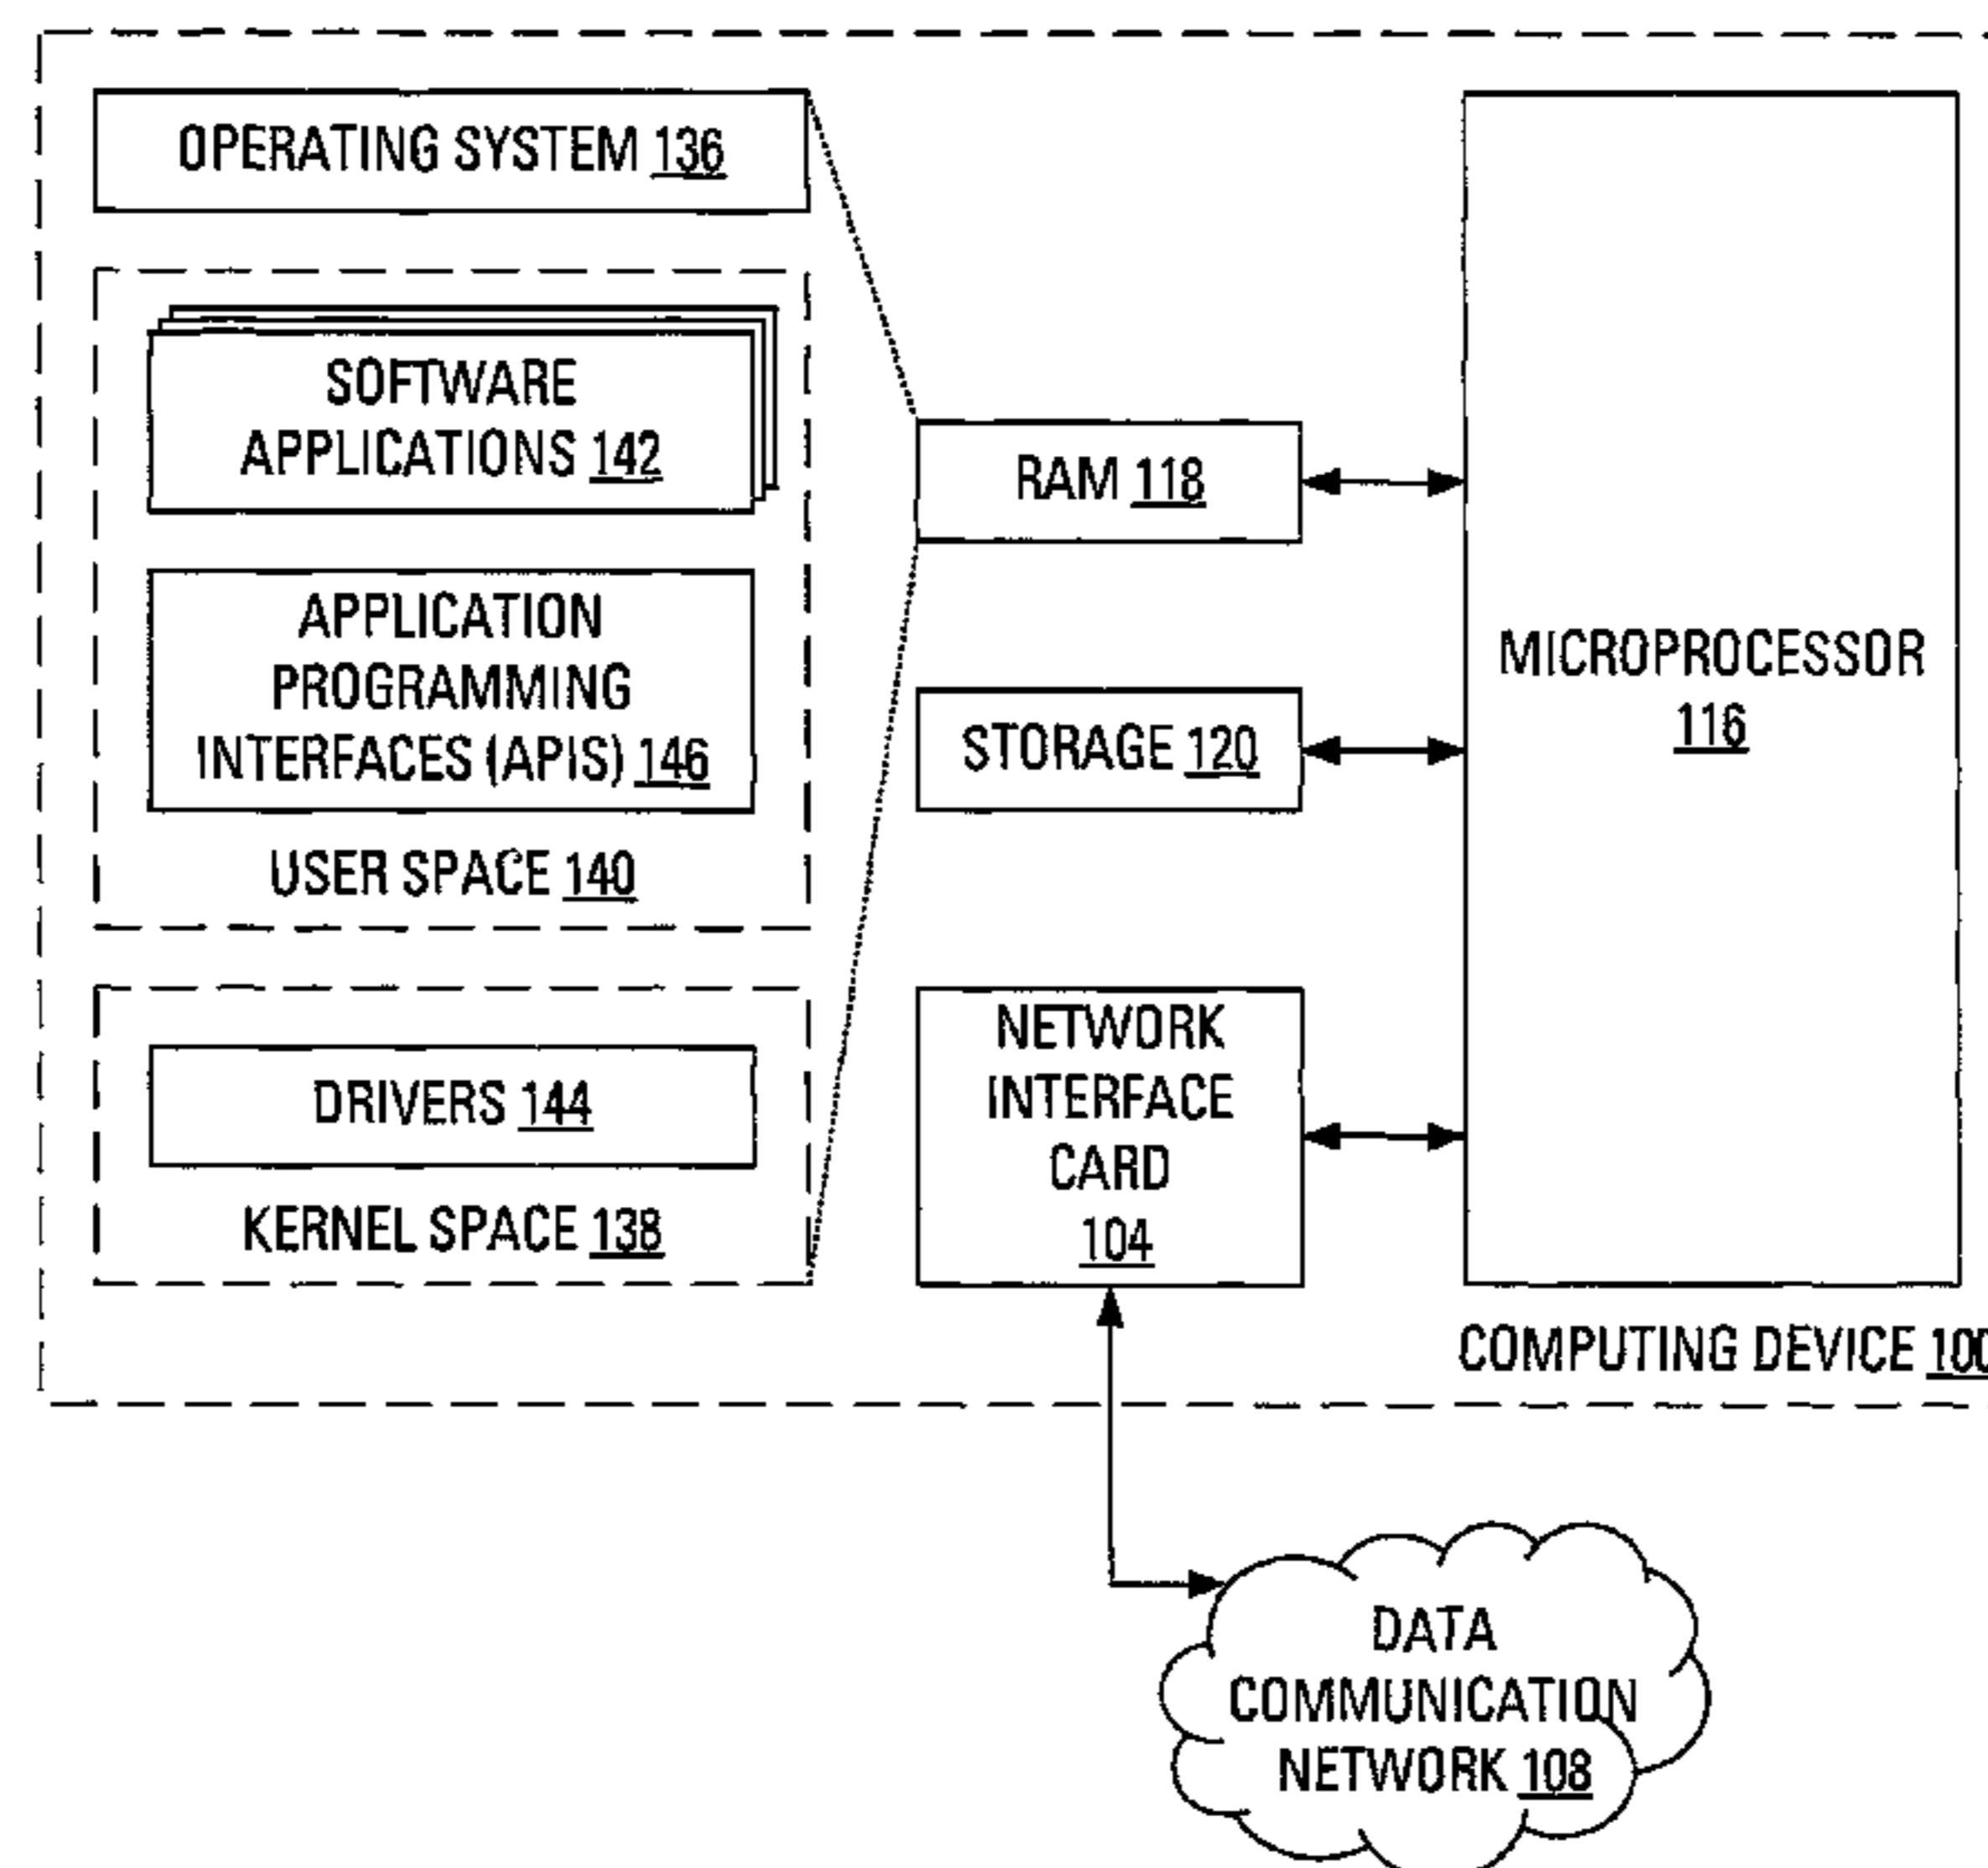 OPERATING SYSTEM 136
SOFTWARE
APPLICATIONS 142
APPLICATION
PROGRAMMING
INTERFACES (APIS) 146
USER SPACE 140
DRIVERS 144
KERNEL SPACE 138
RAM 118
STORAGE 120
NETWORK
INTERFACE
CARD
104
MICROPROCESSOR
116
COMPUTING DEVICE 100
DATA
COMMUNICATION
NETWORK 108